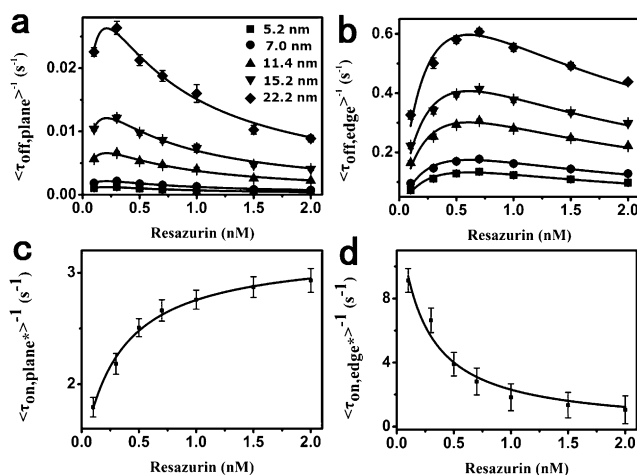 a
<τoff,plane>-1 (s-1)
0.02
0.01
0.00
5.2 nm
7.0 nm
11.4 nm
15.2 nm
22.2 nm
0.0 0.5 1.0 1.5 2.0
Resazurin (nM)
b
<τoff,edge>-1 (s-1)
0.6
0.4
0.2
0.0 0.5 1.0 1.5 2.0
Resazurin (nM)
c
<τon,plane*>-1 (s-1)
3
2
0.0 0.5 1.0 1.5 2.0
Resazurin (nM)
d
<τon,edge*>-1 (s-1)
8
4
0
0.0 0.5 1.0 1.5 2.0
Resazurin (nM)